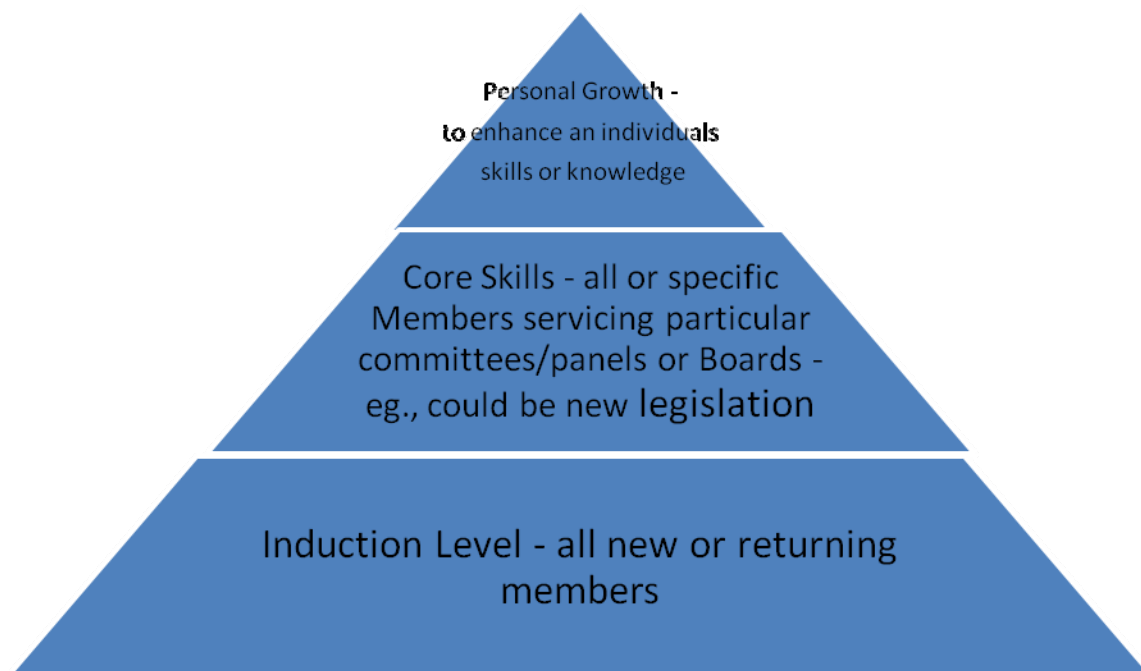 Personal Growth -
to enhance an individuals
skills or knowledge
Core Skills - all or specific
Members servicing particular
committees/panels or Boards -
eg., could be new legislation
Induction Level - all new or returning
members